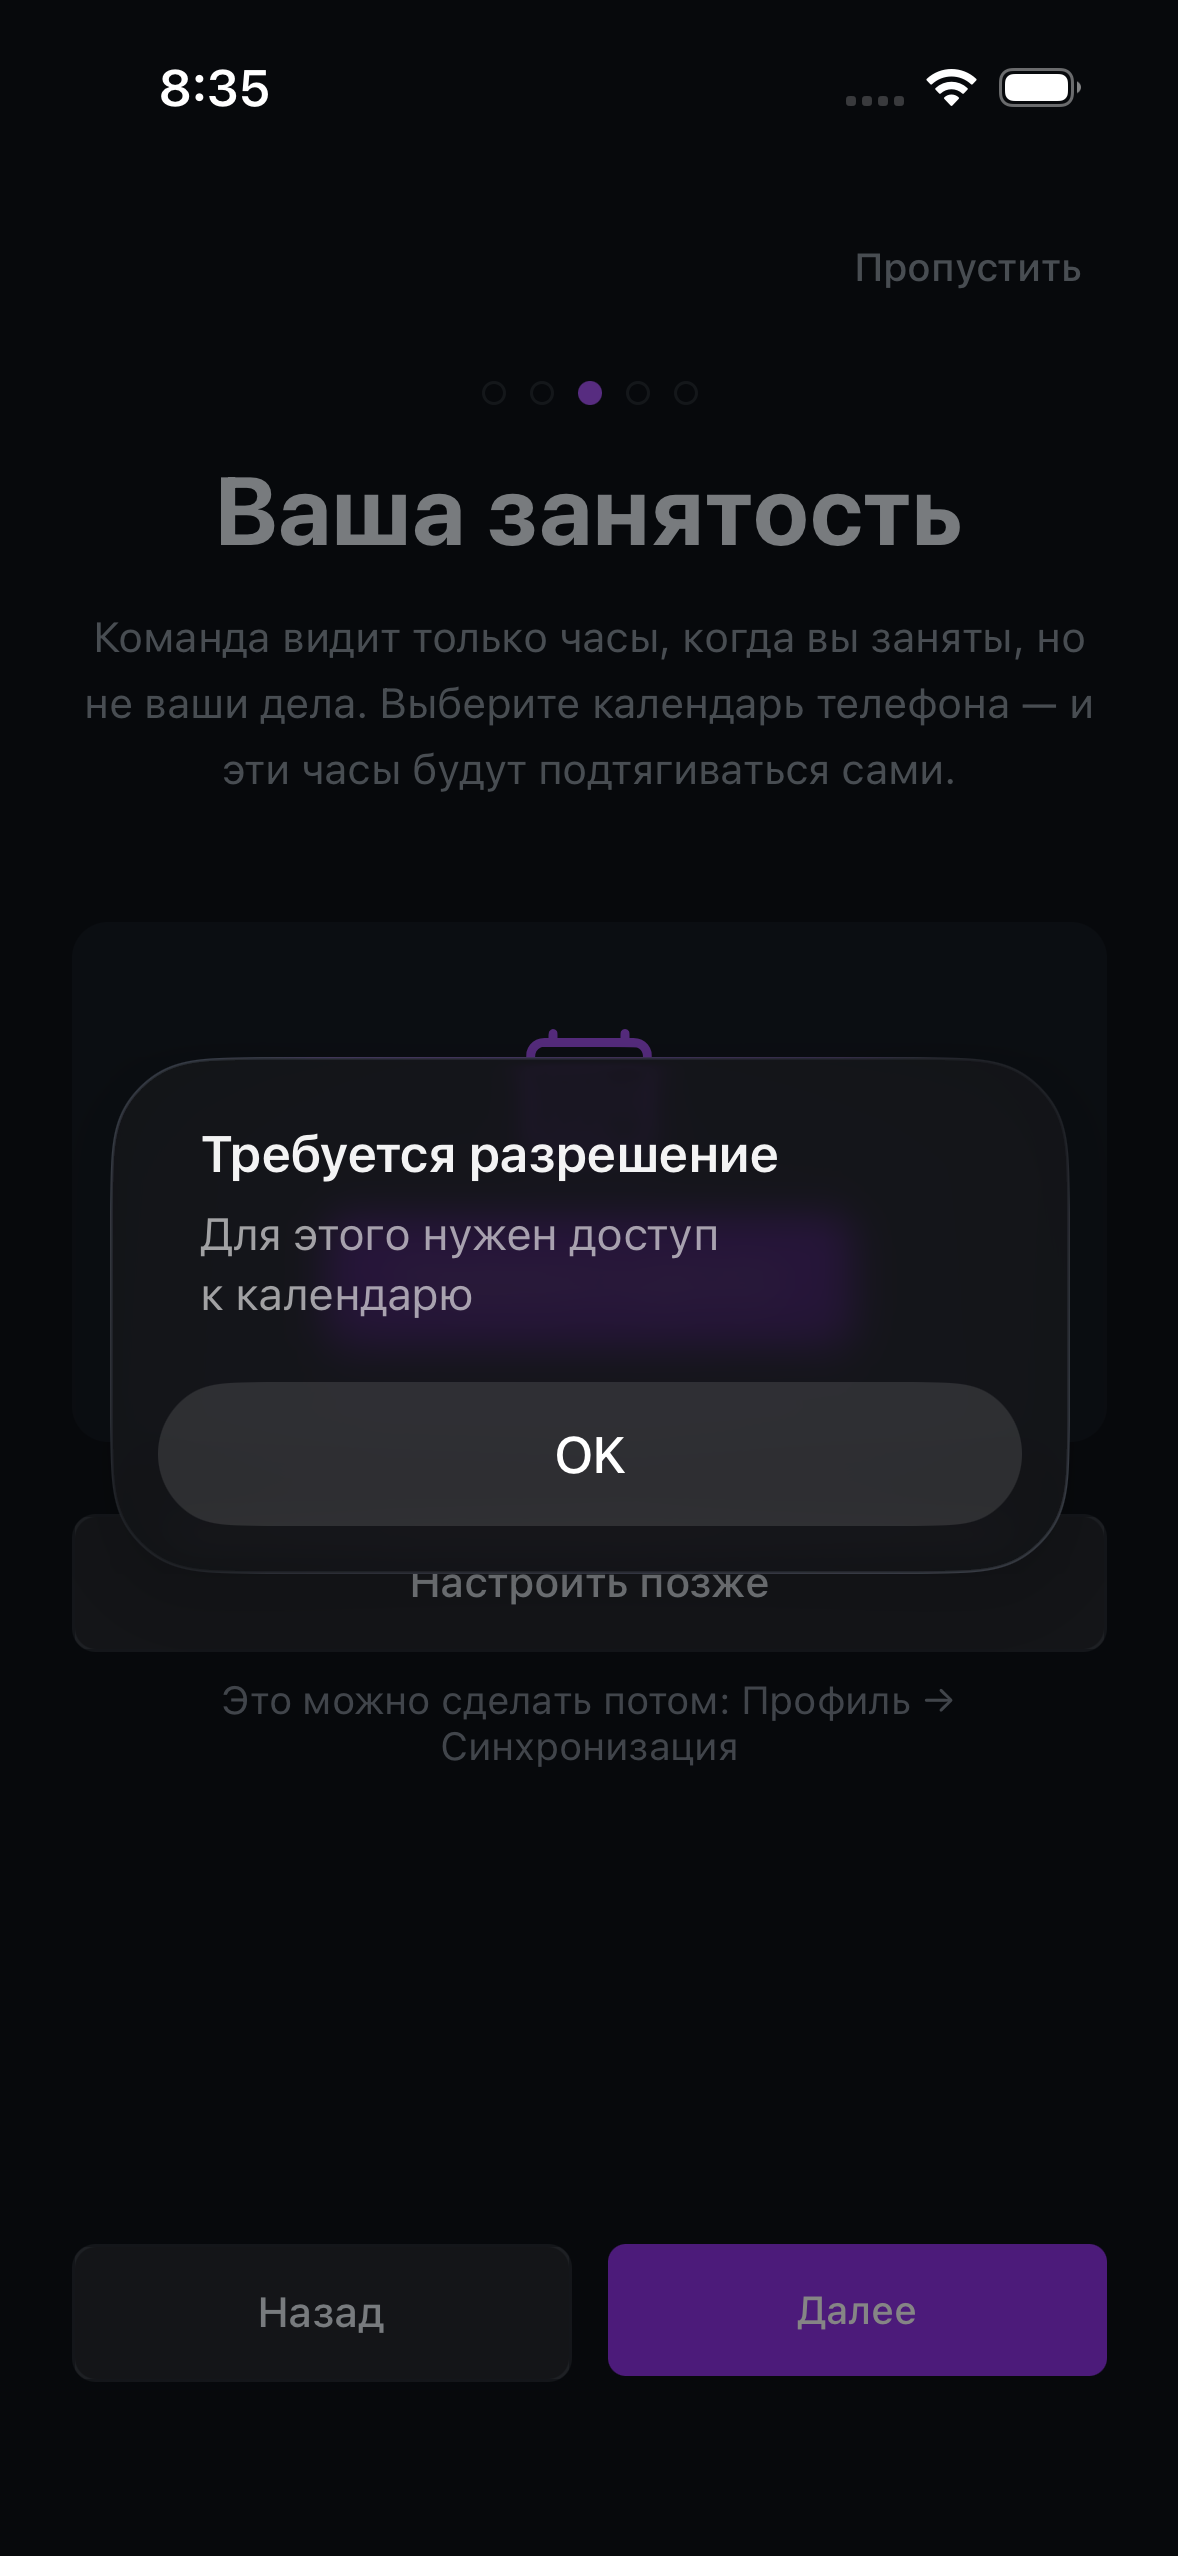 8:35
Пропустить
Ваша занятость
Команда видит только часы, когда вы заняты, но
не ваши дела. Выберите календарь телефона — и
эти часы будут подтягиваться сами.
Требуется разрешение
Для этого нужен доступ
к календарю
OK
Настроить позже
Это можно сделать потом: Профиль →
Синхронизация
Назад
Далее